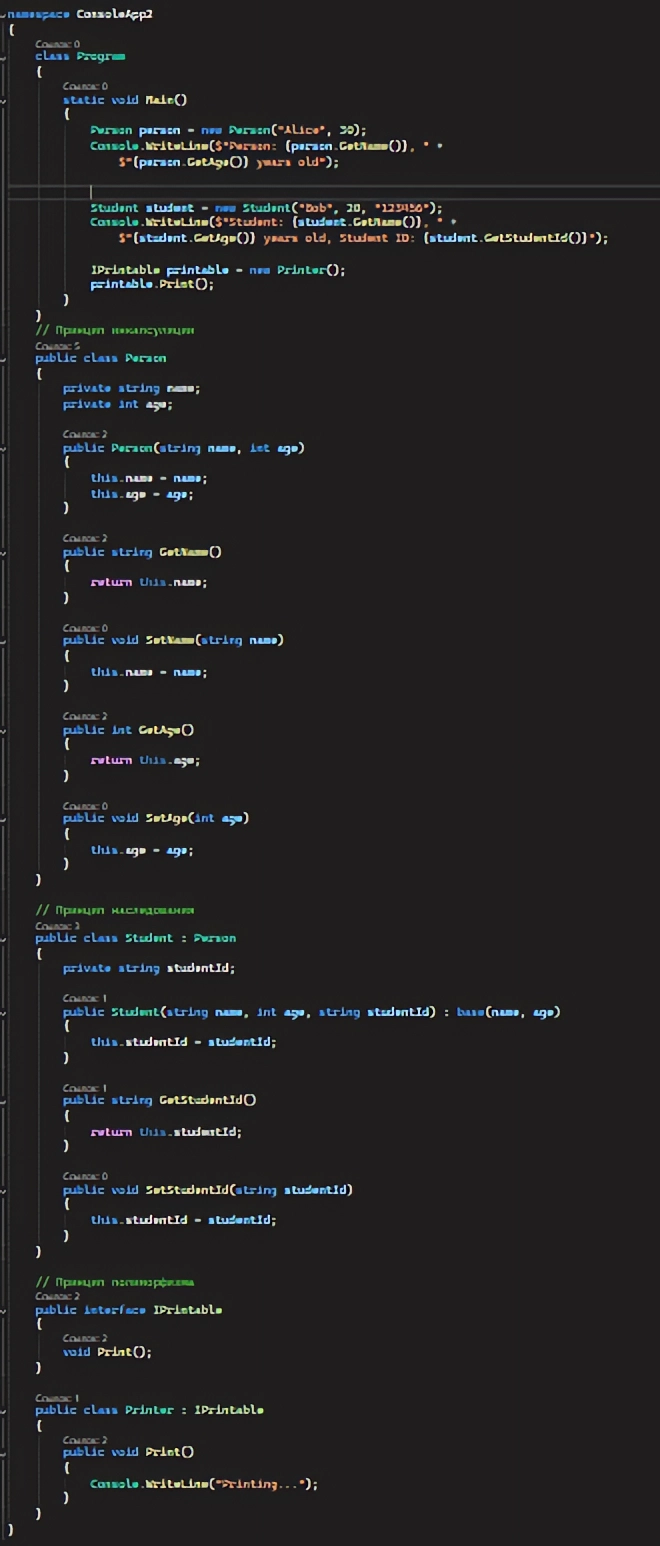 namespace ConsoleApp2
{
Ссылок: 0
class Program
{
Ссылок: 0
static void Main()
{
Person person = new Person("Alice", 30);
Console.WriteLine($"Person: {person.GetName()}, " +
$"{person.GetAge()} years old");
Student student = new Student("Bob", 20, "123456");
Console.WriteLine($"Student: {student.GetName()}, " +
$"{student.GetAge()} years old, Student ID: {student.GetStudentId()}");
IPrintable printable = new Printer();
printable.Print();
}
}
// Принцип инкапсуляции
Ссылок: 5
public class Person
{
private string name;
private int age;
Ссылок: 2
public Person(string name, int age)
{
this.name = name;
this.age = age;
}
Ссылок: 2
public string GetName()
{
return this.name;
}
Ссылок: 0
public void SetName(string name)
{
this.name = name;
}
Ссылок: 2
public int GetAge()
{
return this.age;
}
Ссылок: 0
public void SetAge(int age)
{
this.age = age;
}
}
// Принцип наследования
Ссылок: 3
public class Student : Person
{
private string studentId;
Ссылок: 1
public Student(string name, int age, string studentId) : base(name, age)
{
this.studentId = studentId;
}
Ссылок: 1
public string GetStudentId()
{
return this.studentId;
}
Ссылок: 0
public void SetStudentId(string studentId)
{
this.studentId = studentId;
}
}
// Принцип полиморфизма
Ссылок: 2
public interface IPrintable
{
Ссылок: 2
void Print();
}
Ссылок: 1
public class Printer : IPrintable
{
Ссылок: 2
public void Print()
{
Console.WriteLine("Printing...");
}
}
}